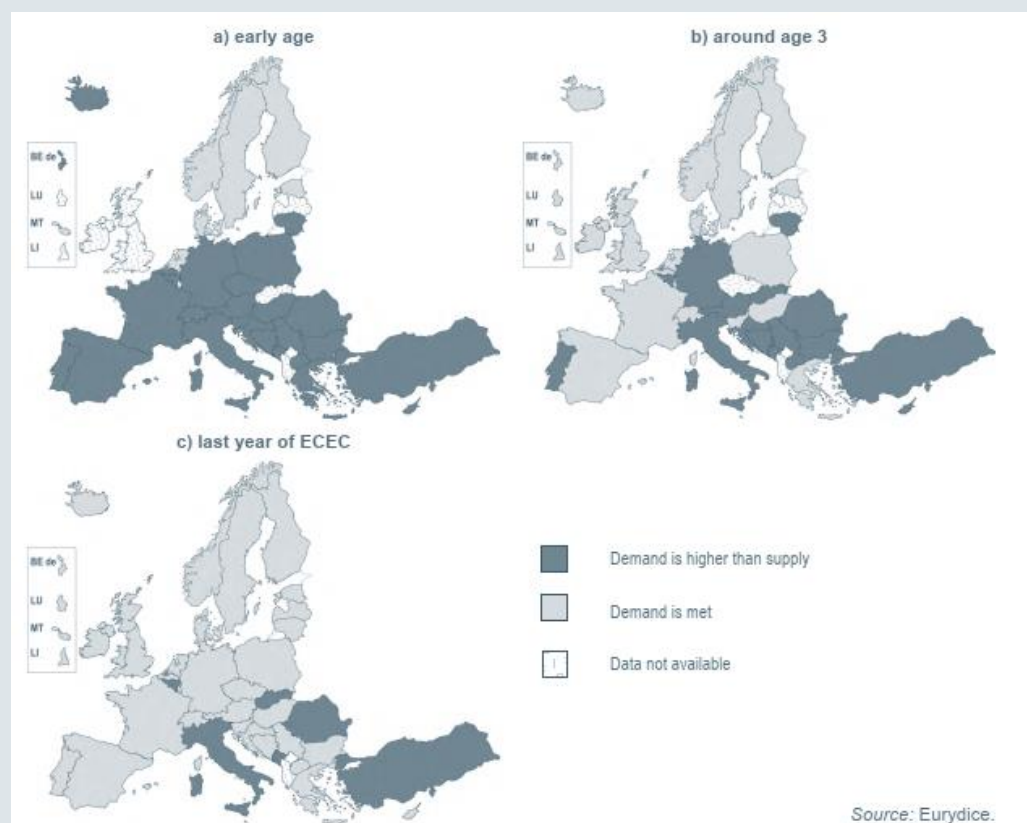 a) early age
b) around age 3
BE de
LU
MT
LI
BE de
LU
MT
LI
c) last year of ECEC
BE de
LU
MT
LI
Demand is higher than supply
Demand is met
Data not available
Source: Eurydice.